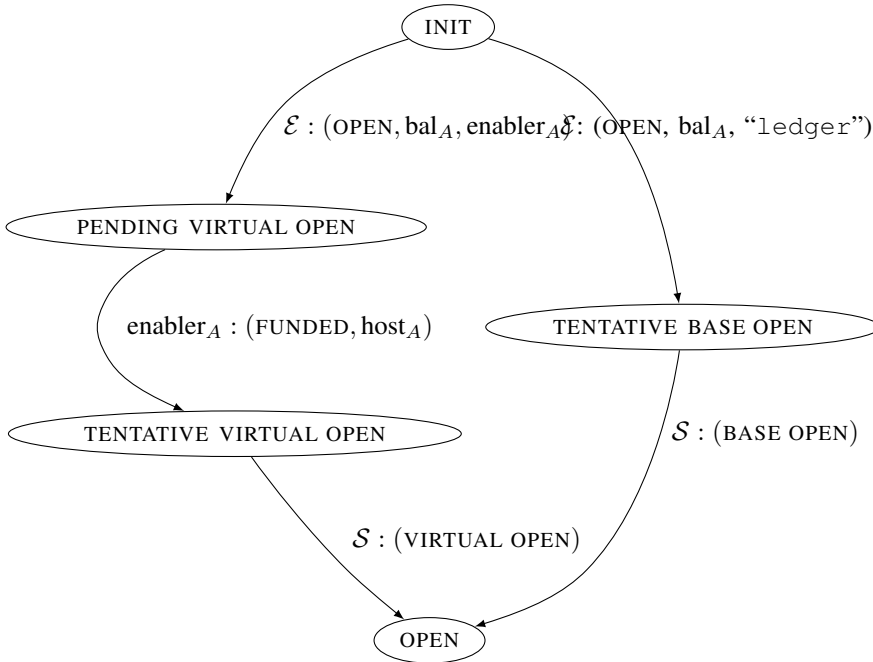 INIT
ℰ : (OPEN, bal_A, enabler_A) ℰ: (OPEN, bal_A, “ledger”)
PENDING VIRTUAL OPEN
enabler_A : (FUNDED, host_A)
TENTATIVE BASE OPEN
TENTATIVE VIRTUAL OPEN
𝒮 : (BASE OPEN)
𝒮 : (VIRTUAL OPEN)
OPEN